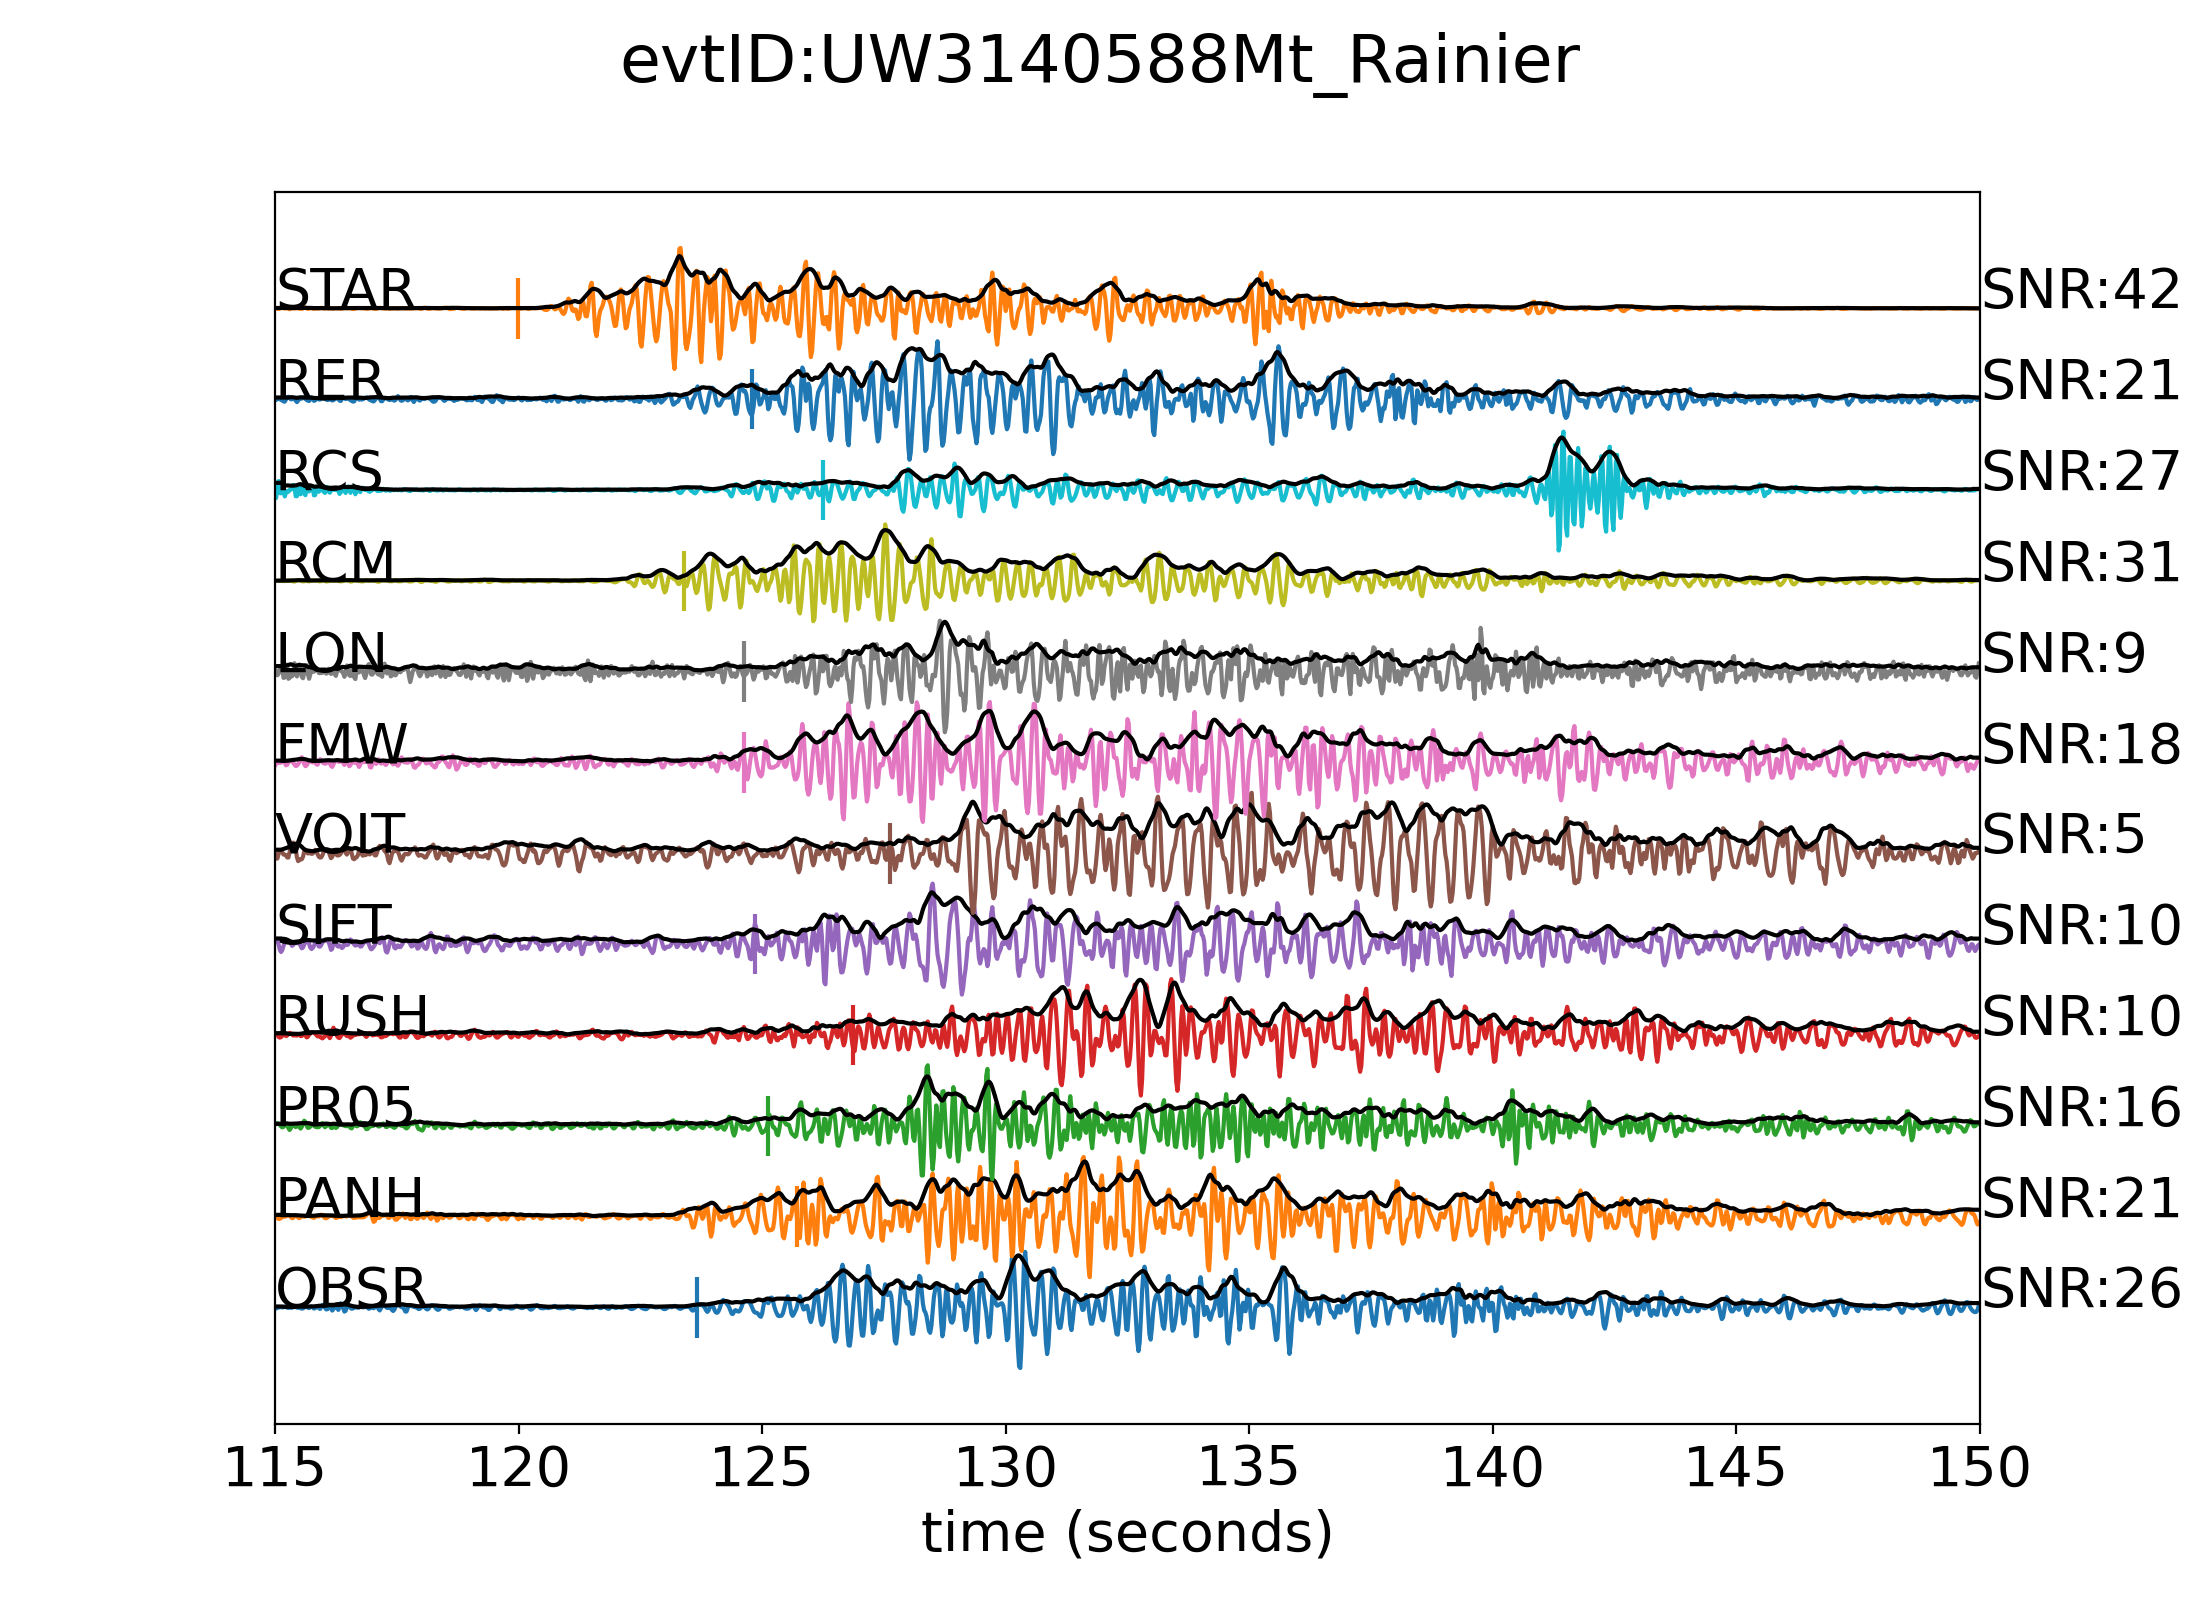 evtID:UW3140588Mt_Rainier
STAR SNR:42
RER SNR:21
RCS SNR:27
RCM SNR:31
LON SNR:9
FMW SNR:18
VOIT SNR:5
SIFT SNR:10
RUSH SNR:10
PR05 SNR:16
PANH SNR:21
OBSR SNR:26
115 120 125 130 135 140 145 150
time (seconds)